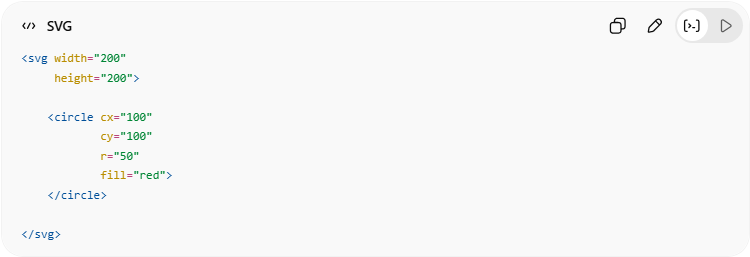 SVG
<svg width="200"
     height="200">

    <circle cx="100"
            cy="100"
            r="50"
            fill="red">
    </circle>

</svg>